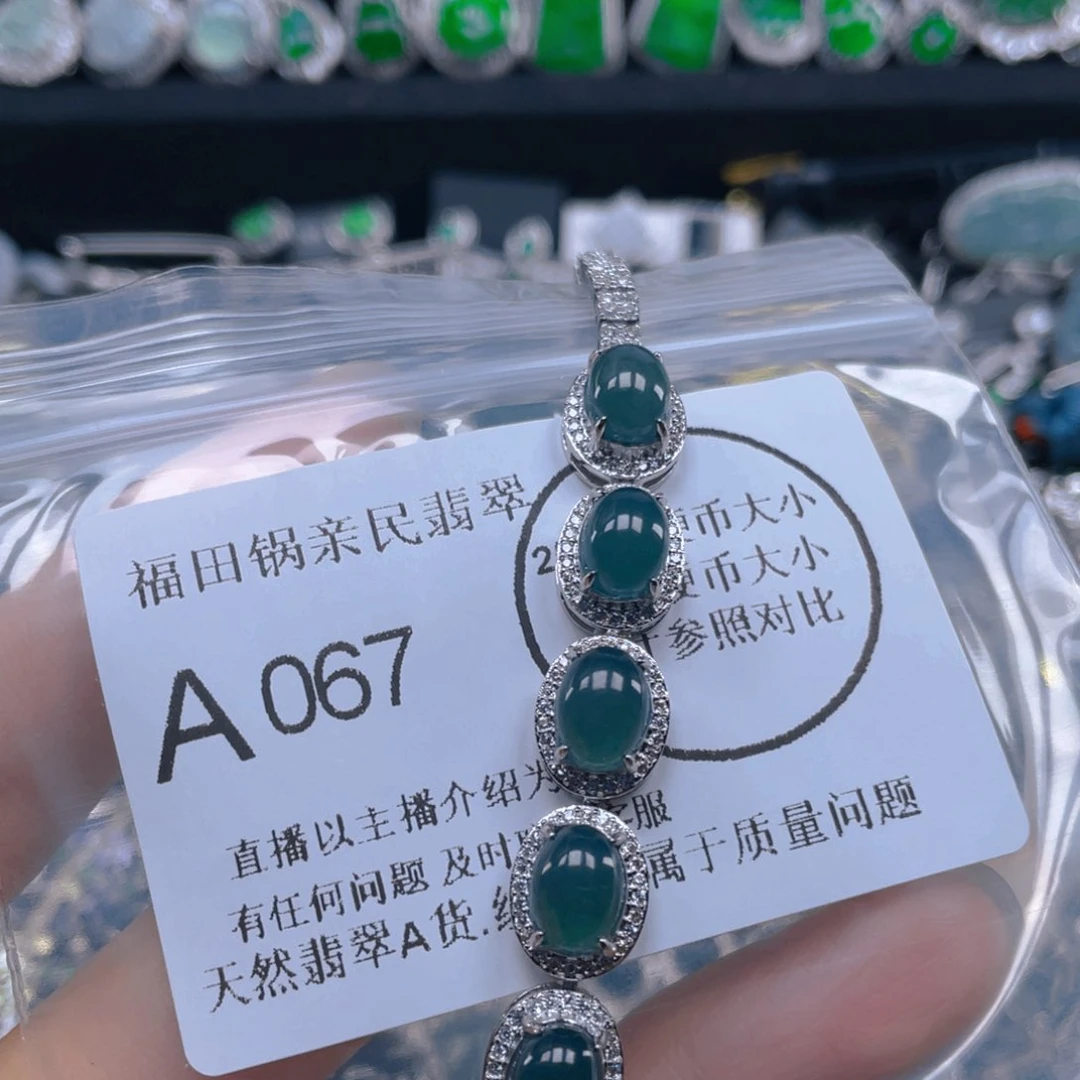 福田锅亲民翡翠
2 币大小
币大小
参照对比
A 067
直播以主播介绍为 服
有任何问题 及时
天然翡翠A货. 属于质量问题